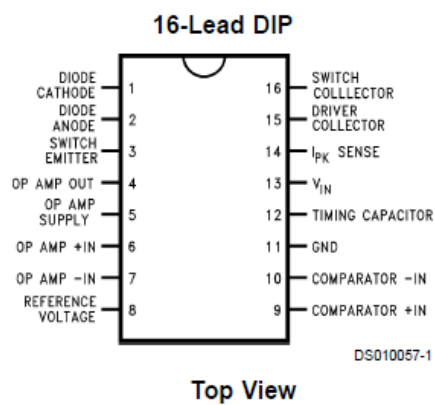 16-Lead DIP
DIODE
CATHODE
1
DIODE
ANODE
2
SWITCH
EMITTER
3
OP AMP OUT
4
OP AMP
SUPPLY
5
OP AMP +IN
6
OP AMP −IN
7
REFERENCE
VOLTAGE
8
16
SWITCH
COLLLECTOR
15
DRIVER
COLLECTOR
14
IPK SENSE
13
VIN
12
TIMING CAPACITOR
11
GND
10
COMPARATOR −IN
9
COMPARATOR +IN
DS010057-1
Top View